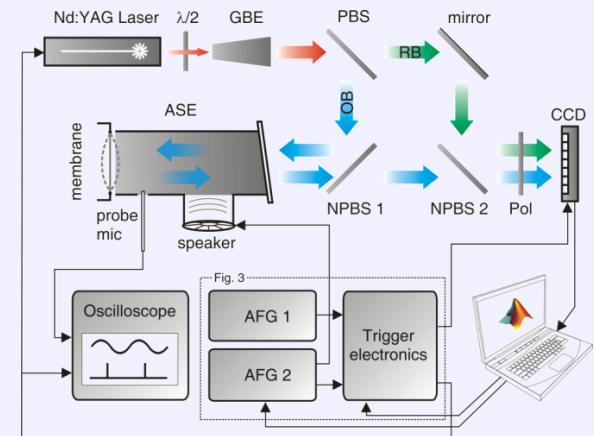 Nd:YAG Laser
λ/2
GBE
PBS
mirror
RB
OB
ASE
CCD
membrane
probe
mic
speaker
NPBS 1
NPBS 2
Pol
Fig. 3
Oscilloscope
AFG 1
AFG 2
Trigger
electronics